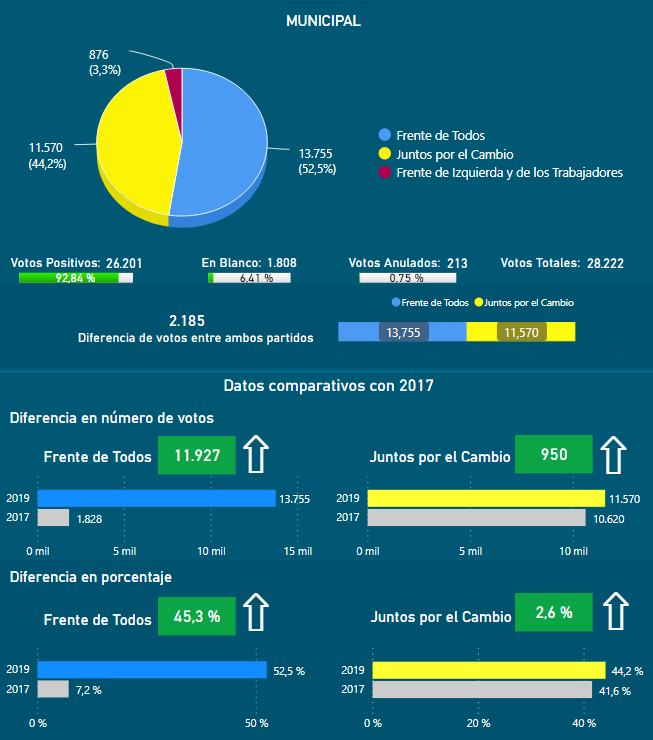 MUNICIPAL
876
(3,3%)
11.570
(44,2%)
13.755
(52,5%)
Frente de Todos
Juntos por el Cambio
Frente de Izquierda y de los Trabajadores
Votos Positivos: 26.201
92,84 %
En Blanco: 1.808
6,41 %
Votos Anulados: 213
0,75 %
Votos Totales: 28.222
2.185
Diferencia de votos entre ambos partidos
Frente de Todos Juntos por el Cambio
13,755 11,570
Datos comparativos con 2017
Diferencia en número de votos
Frente de Todos 11.927
2019 13.755
2017 1.828
0 mil 5 mil 10 mil 15 mil
Juntos por el Cambio 950
2019 11.570
2017 10.620
0 mil 5 mil 10 mil
Diferencia en porcentaje
Frente de Todos 45,3 %
2019 52,5 %
2017 7,2 %
0 % 50 %
Juntos por el Cambio 2,6 %
2019 44,2 %
2017 41,6 %
0 % 20 % 40 %